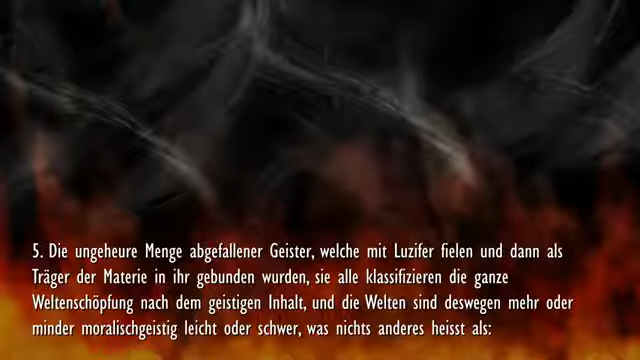 5. Die ungeheure Menge abgefallener Geister, welche mit Luzifer fielen und dann als
Träger der Materie in ihr gebunden wurden, sie alle klassifizieren die ganze
Weltenschöpfung nach dem geistigen Inhalt, und die Welten sind deswegen mehr oder
minder moralischgeistig leicht oder schwer, was nichts anderes heisst als: